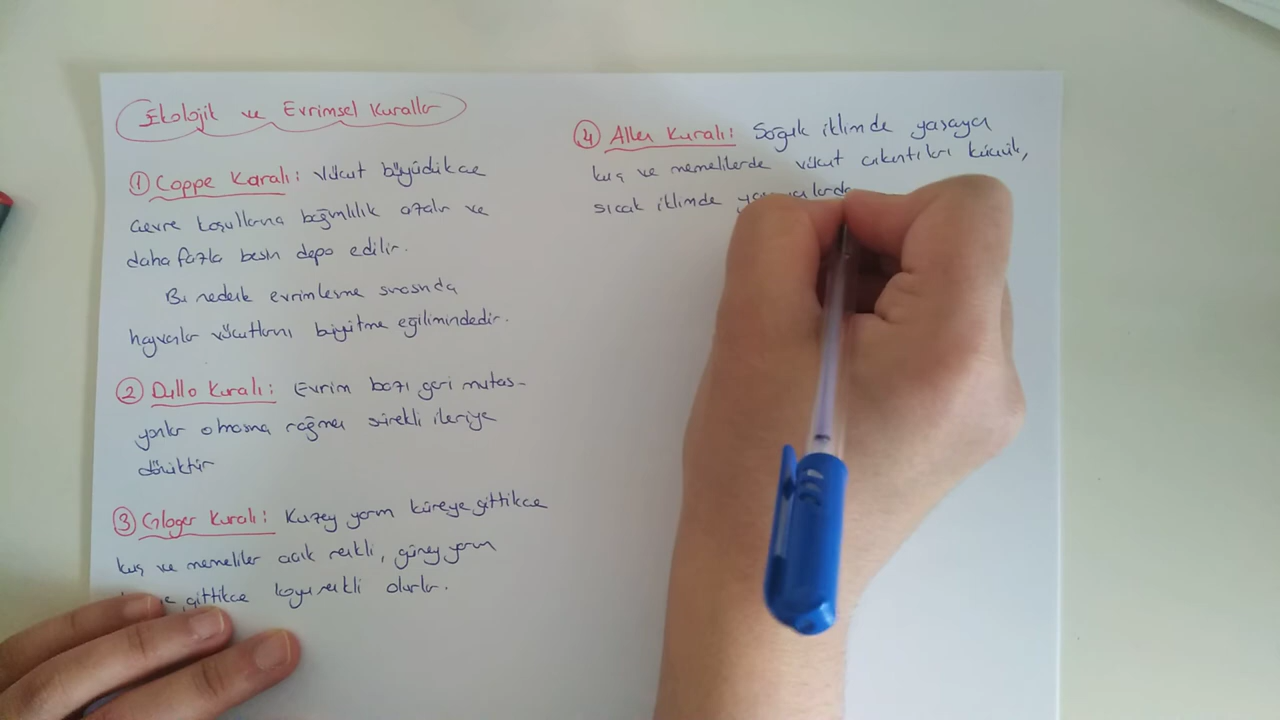 Ekolojik ve Evrimsel Kurallar
① Coppe Kuralı: Vücut büyüdükçe
çevre koşullarına bağımlılık azalır ve
daha fazla besin depo edilir.
Bu nedenle evrimleşme sırasında
hayvanlar vücutlarını büyütme eğilimindedir.
② Dollo Kuralı: Evrim bazı geri mutas-
yonlar olmasına rağmen sürekli ileriye
dönüktür
③ Gloger Kuralı: Kuzey yarım küreye gittikçe
kuş ve memeliler açık renkli, güney yarım
gittikçe koyu renkli olurlar.
④ Allen Kuralı: Soğuk iklimde yaşayan
kuş ve memelilerde vücut çıkıntıları küçük,
sıcak iklimde yaşayanlarda